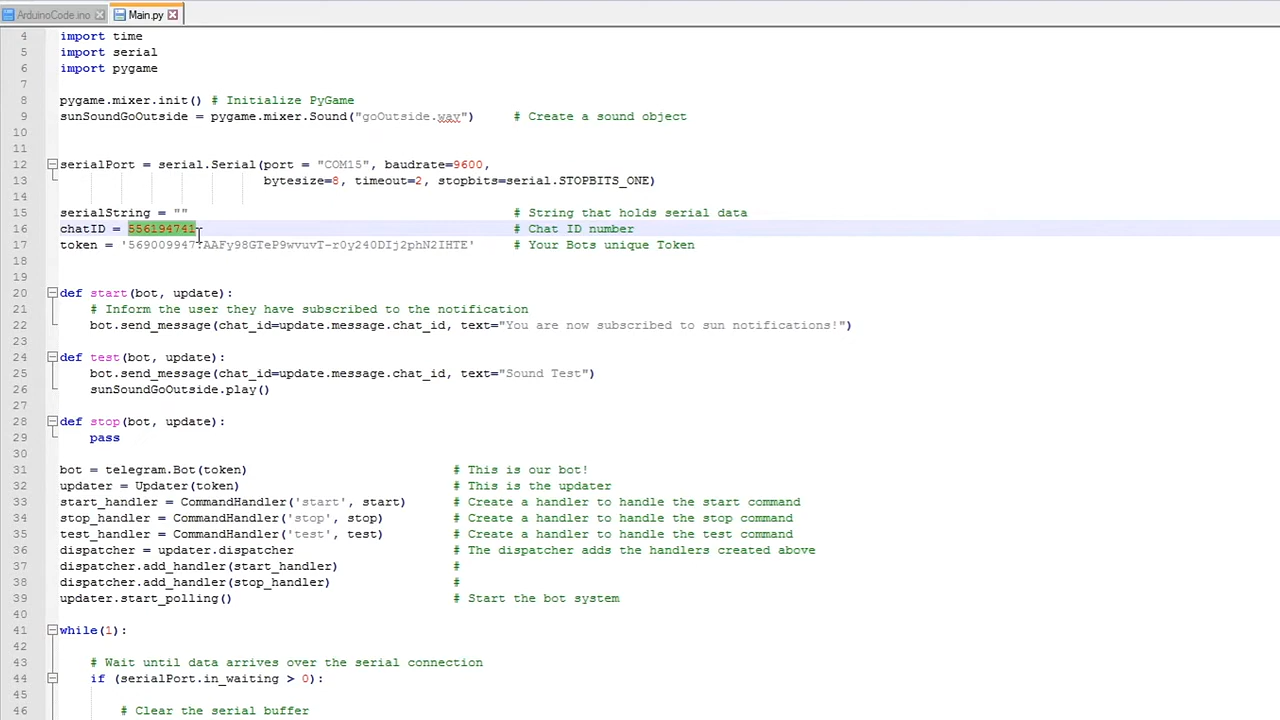 ArduinoCode.ino Main.py
4 import time
5 import serial
6 import pygame
7
8 pygame.mixer.init() # Initialize PyGame
9 sunSoundGoOutside = pygame.mixer.Sound("goOutside.wav") # Create a sound object
10
11
12 serialPort = serial.Serial(port = "COM15", baudrate=9600,
13 bytesize=8, timeout=2, stopbits=serial.STOPBITS_ONE)
14
15 serialString = "" # String that holds serial data
16 chatID = 556194741 # Chat ID number
17 token = '569009947:AAFy98GTeP9wvuvT-r0y240DIj2phN2IHTE' # Your Bots unique Token
18
19
20 def start(bot, update):
21 # Inform the user they have subscribed to the notification
22 bot.send_message(chat_id=update.message.chat_id, text="You are now subscribed to sun notifications!")
23
24 def test(bot, update):
25 bot.send_message(chat_id=update.message.chat_id, text="Sound Test")
26 sunSoundGoOutside.play()
27
28 def stop(bot, update):
29 pass
30
31 bot = telegram.Bot(token) # This is our bot!
32 updater = Updater(token) # This is the updater
33 start_handler = CommandHandler('start', start) # Create a handler to handle the start command
34 stop_handler = CommandHandler('stop', stop) # Create a handler to handle the stop command
35 test_handler = CommandHandler('test', test) # Create a handler to handle the test command
36 dispatcher = updater.dispatcher # The dispatcher adds the handlers created above
37 dispatcher.add_handler(start_handler) #
38 dispatcher.add_handler(stop_handler) #
39 updater.start_polling() # Start the bot system
40
41 while(1):
42
43 # Wait until data arrives over the serial connection
44 if (serialPort.in_waiting > 0):
45
46 # Clear the serial buffer